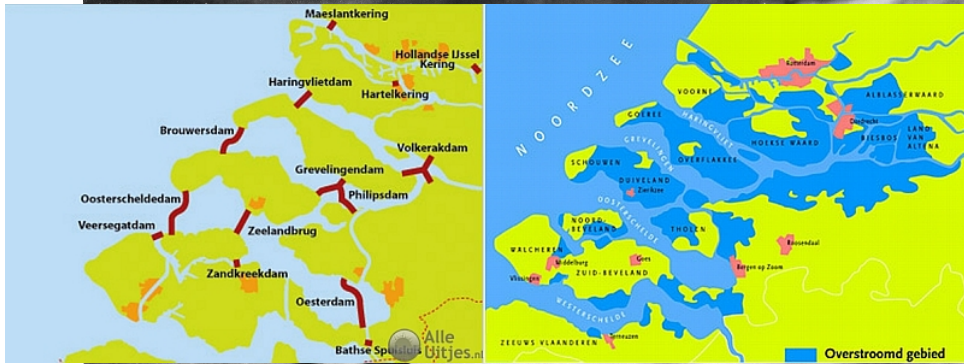 Maeslantkering
Hollandse IJssel
Kering
Hartelkering
Haringvlietdam
Brouwersdam
Volkerakdam
Grevelingendam
Philipsdam
Oosterscheldedam
Veersegatdam
Zeelandbrug
Zandkreekdam
Oesterdam
Bathse Spuisluis
Alle
Uitjes.nl
NOORDZEE
Rotterdam
VOORNE
ALBLASSERWAARD
GOEREE
HARINGVLIET
Dordrecht
HOEKSE WAARD
BIESBOS
LAND-
VAN
ALTENA
GREVELINGEN
OVERFLAKKEE
SCHOUWEN
DUIVELAND
Zierikzee
OOSTERSCHELDE
NOORD-
BEVELAND
THOLEN
Roosendaal
WALCHEREN
Middelburg
Goes
Bergen op Zoom
Vlissingen
ZUID-BEVELAND
WESTERSCHELDE
Terneuzen
ZEEUWS VLAANDEREN
Overstroomd gebied